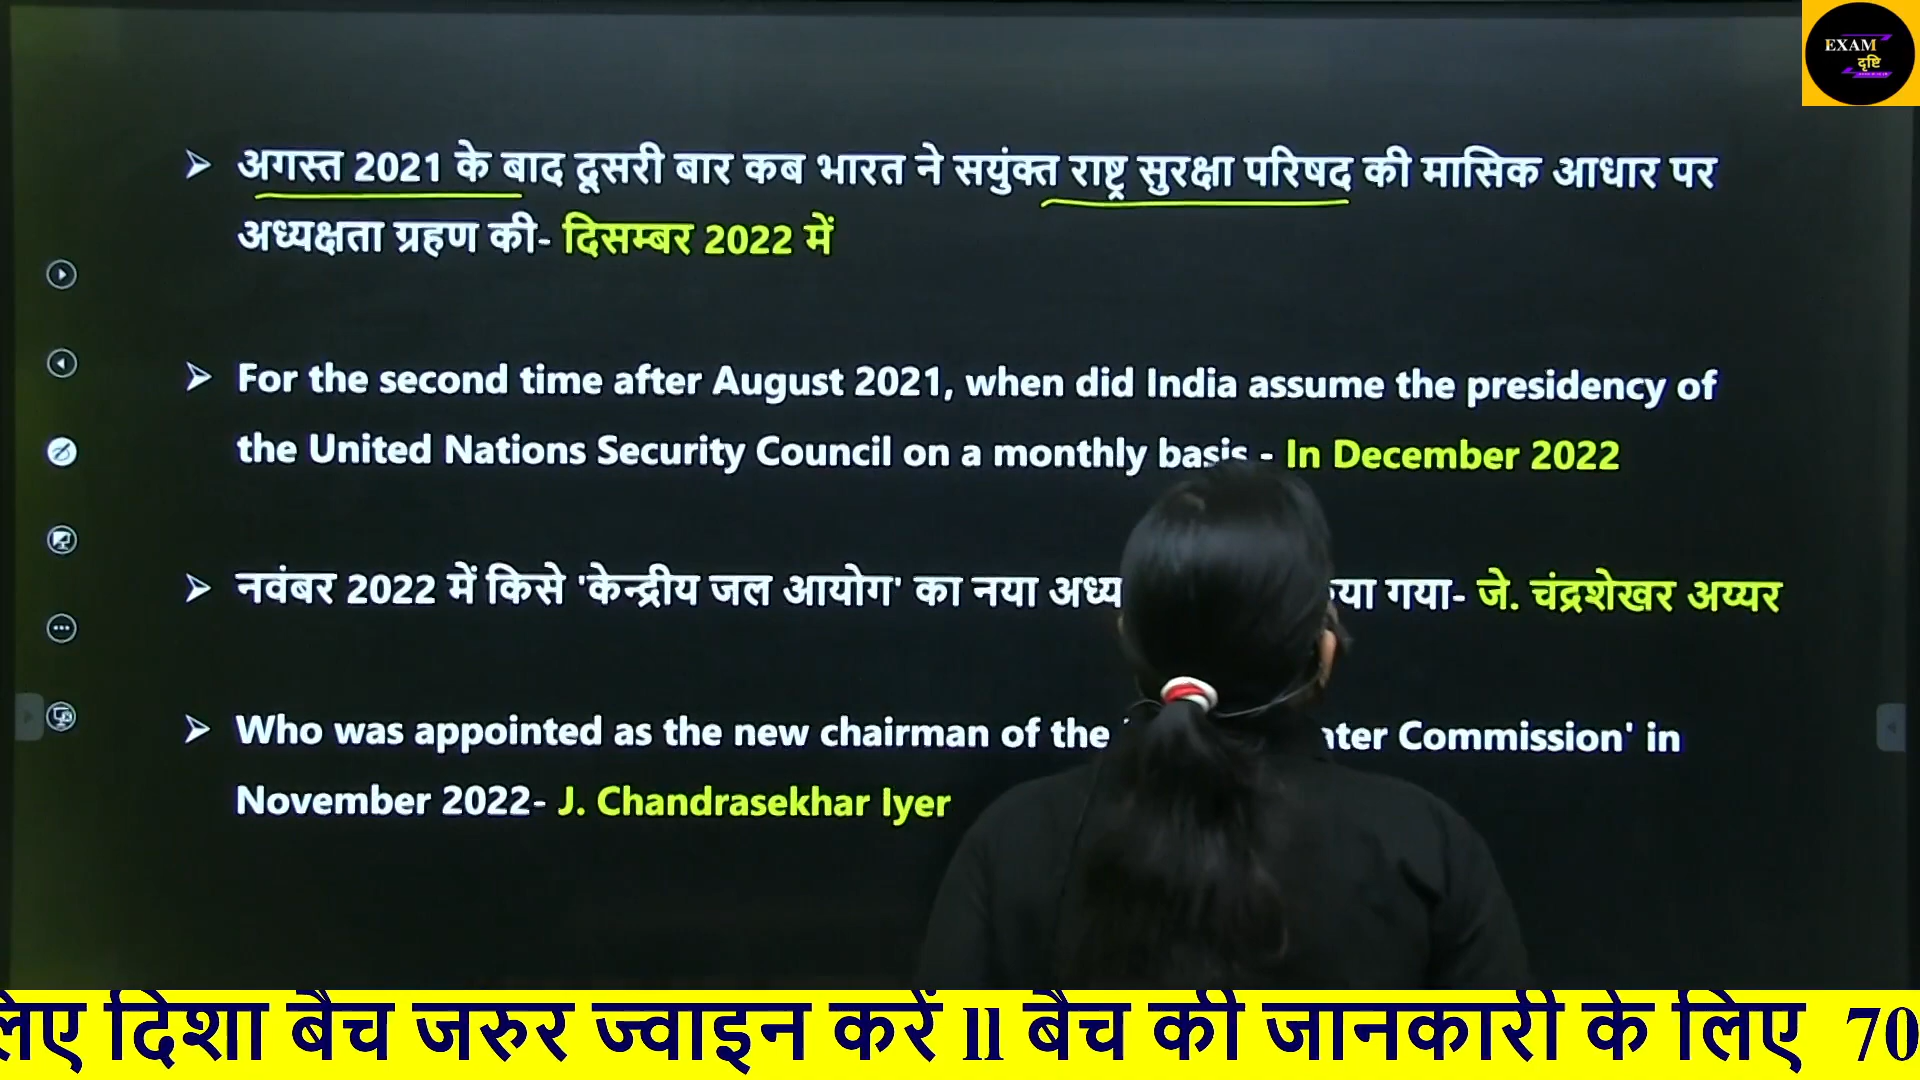 EXAM
दृष्टि
अगस्त 2021 के बाद दूसरी बार कब भारत ने सयुंक्त राष्ट्र सुरक्षा परिषद की मासिक आधार पर
अध्यक्षता ग्रहण की- दिसम्बर 2022 में
For the second time after August 2021, when did India assume the presidency of
the United Nations Security Council on a monthly basis - In December 2022
नवंबर 2022 में किसे 'केन्द्रीय जल आयोग' का नया गया- जे. चंद्रशेखर अय्यर
Who was appointed as the new chairman of the Commission' in
November 2022- J. Chandrasekhar Iyer
दिशा बैच जरुर ज्वाइन करें ll बैच की जानकारी के लिए 70